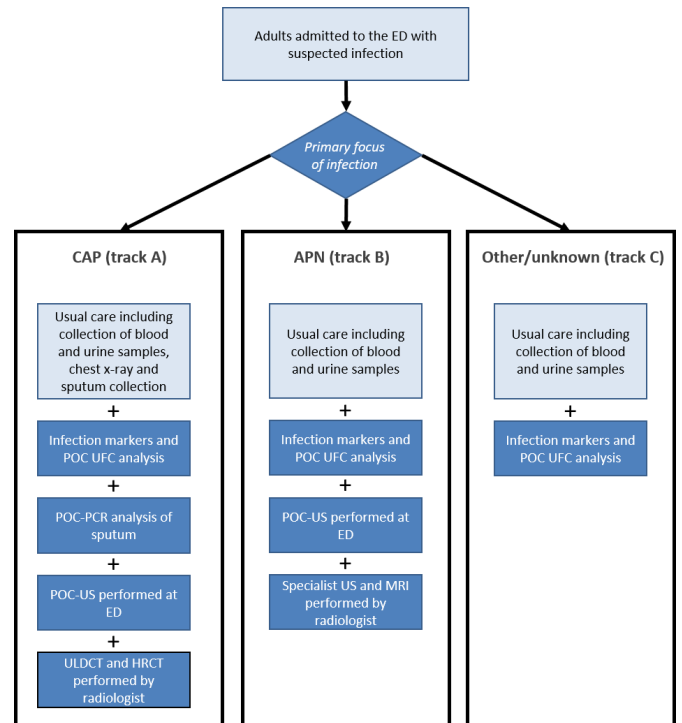 Adults admitted to the ED with
suspected infection
Primary focus
of infection
CAP (track A)
Usual care including
collection of blood
and urine samples,
chest x-ray and
sputum collection
+
Infection markers and
POC UFC analysis
+
POC-PCR analysis of
sputum
+
POC-US performed at
ED
+
ULDCT and HRCT
performed by
radiologist
APN (track B)
Usual care including
collection of blood
and urine samples
+
Infection markers and
POC UFC analysis
+
POC-US performed at
ED
+
Specialist US and MRI
performed by
radiologist
Other/unknown (track C)
Usual care including
collection of blood
and urine samples
+
Infection markers and
POC UFC analysis